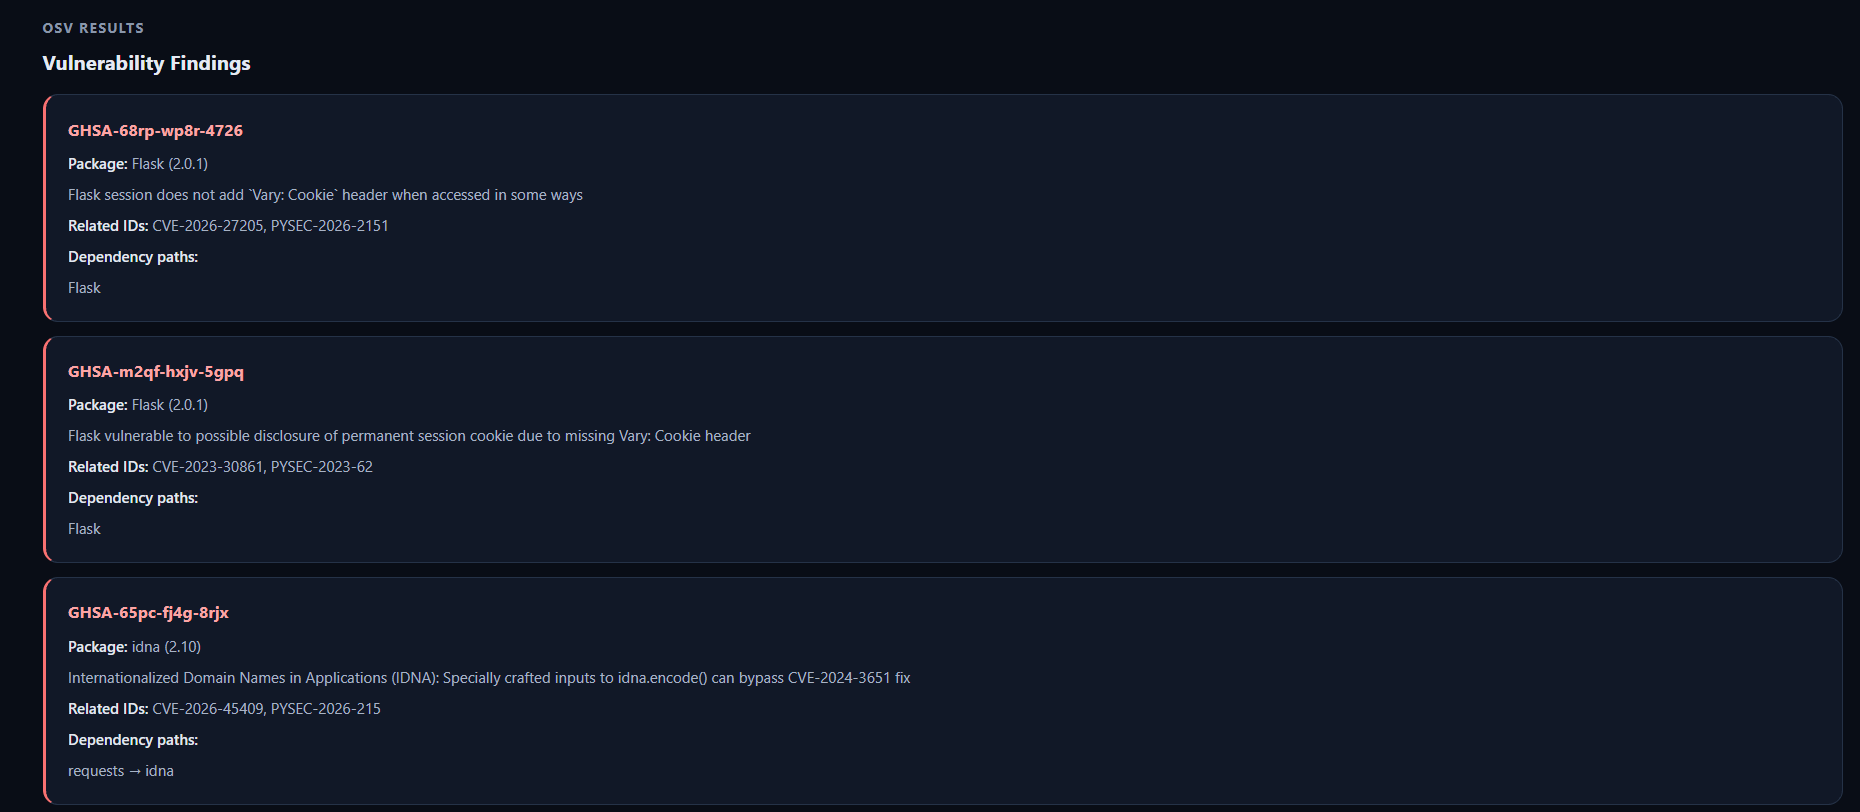 OSV RESULTS
Vulnerability Findings
GHSA-68rp-wp8r-4726
Package: Flask (2.0.1)
Flask session does not add `Vary: Cookie` header when accessed in some ways
Related IDs: CVE-2026-27205, PYSEC-2026-2151
Dependency paths:
Flask
GHSA-m2qf-hxjv-5gpq
Package: Flask (2.0.1)
Flask vulnerable to possible disclosure of permanent session cookie due to missing Vary: Cookie header
Related IDs: CVE-2023-30861, PYSEC-2023-62
Dependency paths:
Flask
GHSA-65pc-fj4g-8rjx
Package: idna (2.10)
Internationalized Domain Names in Applications (IDNA): Specially crafted inputs to idna.encode() can bypass CVE-2024-3651 fix
Related IDs: CVE-2026-45409, PYSEC-2026-215
Dependency paths:
requests → idna